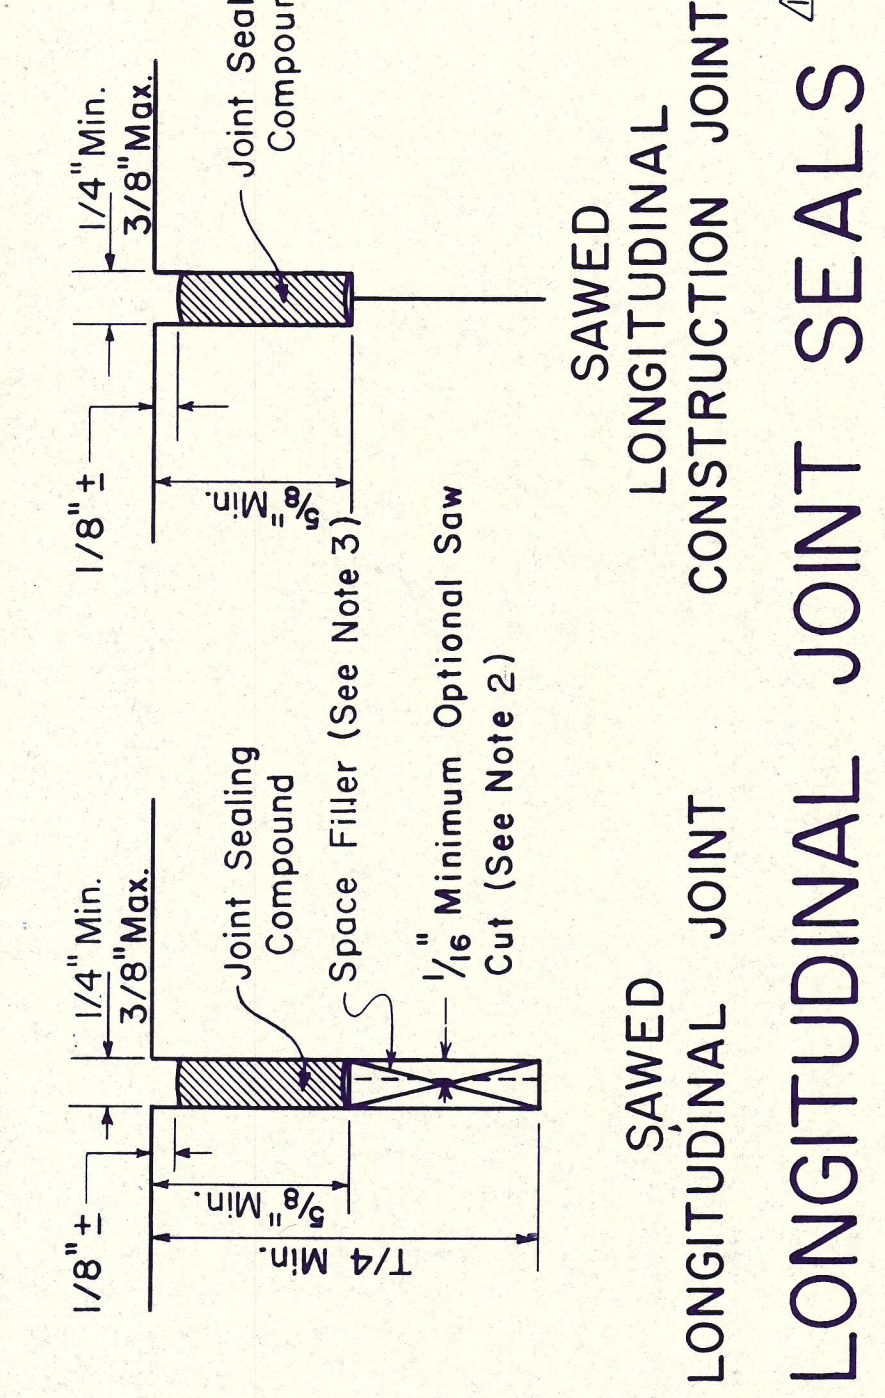 1/8" ±
1/4" Min.
3/8" Max.
5/8" Min.
T/4 Min.
Joint Sealing
Compound
Space Filler (See Note 3)
1/16" Minimum Optional Saw
Cut (See Note 2)
SAWED
LONGITUDINAL JOINT
1/8" ±
1/4" Min.
3/8" Max.
5/8" Min.
Joint Seal
Compoun
SAWED
LONGITUDINAL
CONSTRUCTION JOINT
LONGITUDINAL JOINT SEALS